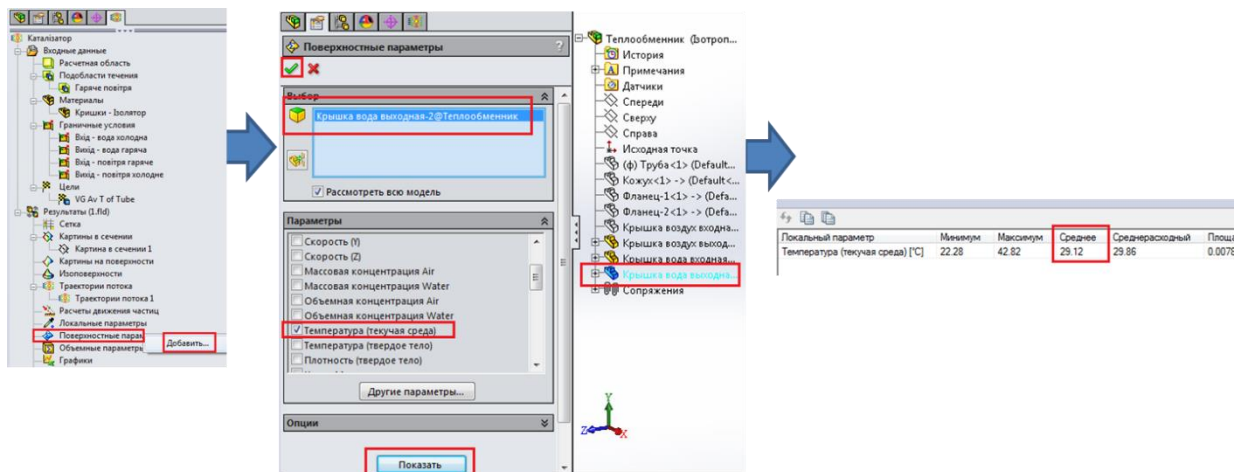 Каталізатор
Входные данные
Расчетная область
Подобласти течения
Гаряче повітря
Материалы
Кришки - Ізолятор
Граничные условия
Вхід - вода холодна
Вихід - вода гаряча
Вхід - повітря гаряче
Вихід - повітря холодне
Цели
VG Av T of Tube
Результаты (1.fld)
Сетка
Картины в сечении
Картина в сечении 1
Картины на поверхности
Изоповерхности
Траектории потока
Траектории потока 1
Расчеты движения частиц
Локальные параметры
Поверхностные парам
Добавить...
Объемные параметры
Графики
Поверхностные параметры
?
Выбор
Крышка вода выходная-2@Теплообменник
Рассмотреть всю модель
Параметры
Скорость (Y)
Скорость (Z)
Массовая концентрация Air
Массовая концентрация Water
Объемная концентрация Air
Объемная концентрация Water
Температура (текучая среда)
Температура (твердое тело)
Плотность (твердое тело)
Другие параметры...
Опции
Показать
Теплообменник (Ізотроп...
История
Примечания
Датчики
Спереди
Сверху
Справа
Исходная точка
(ф) Труба<1> (Default...
Кожух<1> -> (Default<...
Фланец-1<1> -> (Defa...
Фланец-2<1> -> (Defa...
Крышка воздух входна...
Крышка воздух выход...
Крышка вода входная...
Крышка вода выходна...
Сопряжения
Y
Z X
Локальный параметр Минимум Максимум Среднее Среднерасходный Площа
Температура (текучая среда) [°C] 22.28 42.82 29.12 29.86 0.0078